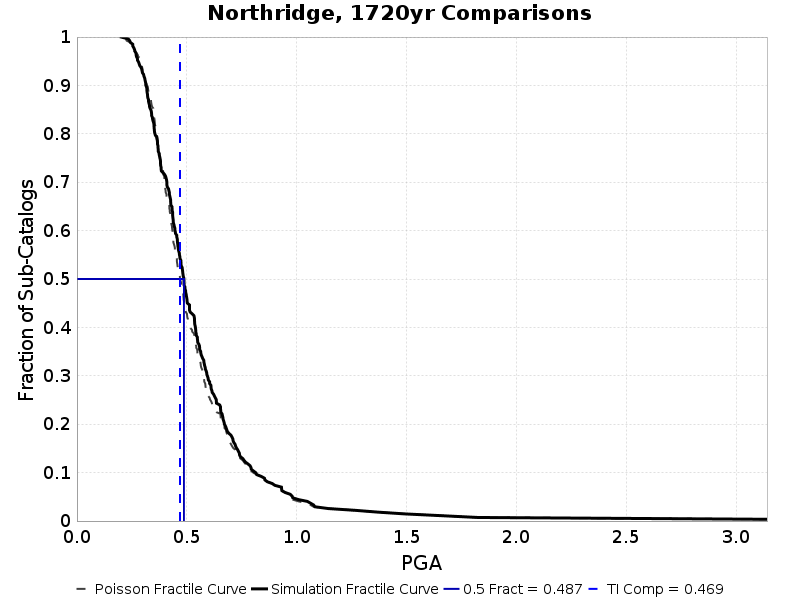 Northridge, 1720yr Comparisons
1
0.9
0.8
0.7
0.6
0.5
0.4
0.3
0.2
0.1
0
Fraction of Sub-Catalogs
0.0 0.5 1.0 1.5 2.0 2.5 3.0
PGA
Poisson Fractile Curve Simulation Fractile Curve 0.5 Fract = 0.487 TI Comp = 0.469